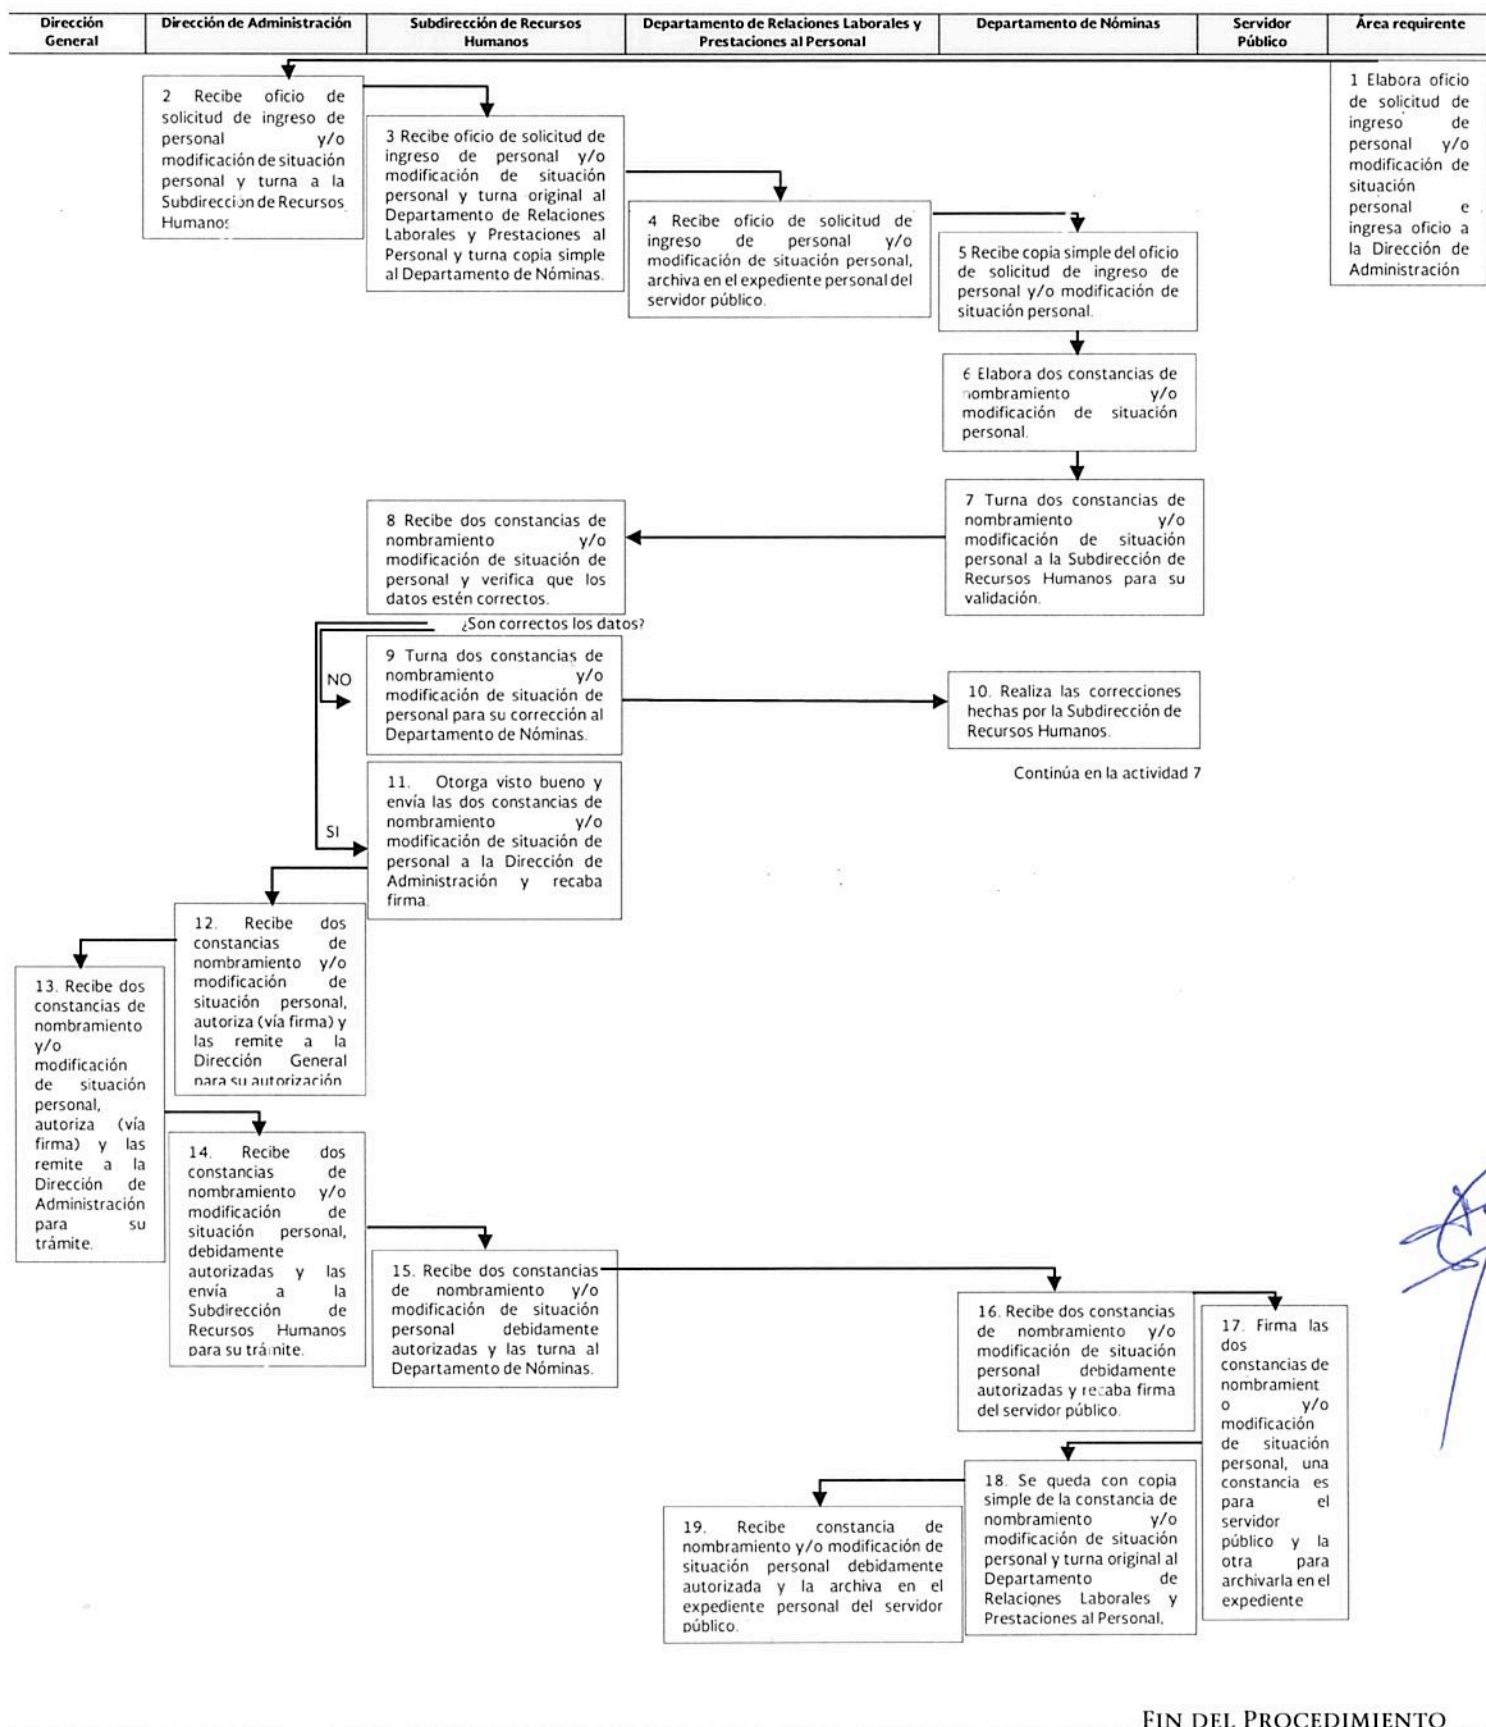 Dirección
General
Dirección de Administración
Subdirección de Recursos
Humanos
Departamento de Relaciones Laborales y
Prestaciones al Personal
Departamento de Nóminas
Servidor
Público
Área requirente
1 Elabora oficio
de solicitud de
ingreso de
personal y/o
modificación de
situación
personal e
ingresa oficio a
la Dirección de
Administración
2 Recibe oficio de
solicitud de ingreso de
personal y/o
modificación de situación
personal y turna a la
Subdirección de Recursos
Humanos
3 Recibe oficio de solicitud de
ingreso de personal y/o
modificación de situación
personal y turna original al
Departamento de Relaciones
Laborales y Prestaciones al
Personal y turna copia simple
al Departamento de Nóminas.
4 Recibe oficio de solicitud de
ingreso de personal y/o
modificación de situación personal,
archiva en el expediente personal del
servidor público.
5 Recibe copia simple del oficio
de solicitud de ingreso de
personal y/o modificación de
situación personal.
6 Elabora dos constancias de
nombramiento y/o
modificación de situación
personal.
7 Turna dos constancias de
nombramiento y/o
modificación de situación
personal a la Subdirección de
Recursos Humanos para su
validación.
8 Recibe dos constancias de
nombramiento y/o
modificación de situación de
personal y verifica que los
datos estén correctos.
¿Son correctos los datos?
NO
9 Turna dos constancias de
nombramiento y/o
modificación de situación de
personal para su corrección al
Departamento de Nóminas.
10. Realiza las correcciones
hechas por la Subdirección de
Recursos Humanos.
Continúa en la actividad 7
SI
11. Otorga visto bueno y
envía las dos constancias de
nombramiento y/o
modificación de situación de
personal a la Dirección de
Administración y recaba
firma.
12. Recibe dos
constancias de
nombramiento y/o
modificación de
situación personal,
autoriza (vía firma) y
las remite a la
Dirección General
para su autorización
13. Recibe dos
constancias de
nombramiento
y/o
modificación
de situación
personal,
autoriza (vía
firma) y las
remite a la
Dirección de
Administración
para su
trámite.
14. Recibe dos
constancias de
nombramiento y/o
modificación de
situación personal,
debidamente
autorizadas y las
envía a la
Subdirección de
Recursos Humanos
para su trámite.
15. Recibe dos constancias
de nombramiento y/o
modificación de situación
personal debidamente
autorizadas y las turna al
Departamento de Nóminas.
16. Recibe dos constancias
de nombramiento y/o
modificación de situación
personal debidamente
autorizadas y recaba firma
del servidor público.
17. Firma las
dos
constancias de
nombramient
o y/o
modificación
de situación
personal, una
constancia es
para el
servidor
público y la
otra para
archivarla en el
expediente
18. Se queda con copia
simple de la constancia de
nombramiento y/o
modificación de situación
personal y turna original al
Departamento de
Relaciones Laborales y
Prestaciones al Personal,
19. Recibe constancia de
nombramiento y/o modificación de
situación personal debidamente
autorizada y la archiva en el
expediente personal del servidor
público.
FIN DEL PROCEDIMIENTO